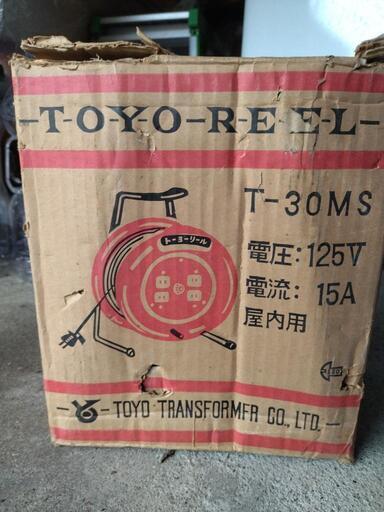 -T-O-Y-O-R-E-E-L-
T-30MS
トーヨーリール
電圧:125V
電流: 15A
屋内用
-TOYO TRANSFORMER CO., LTD.-